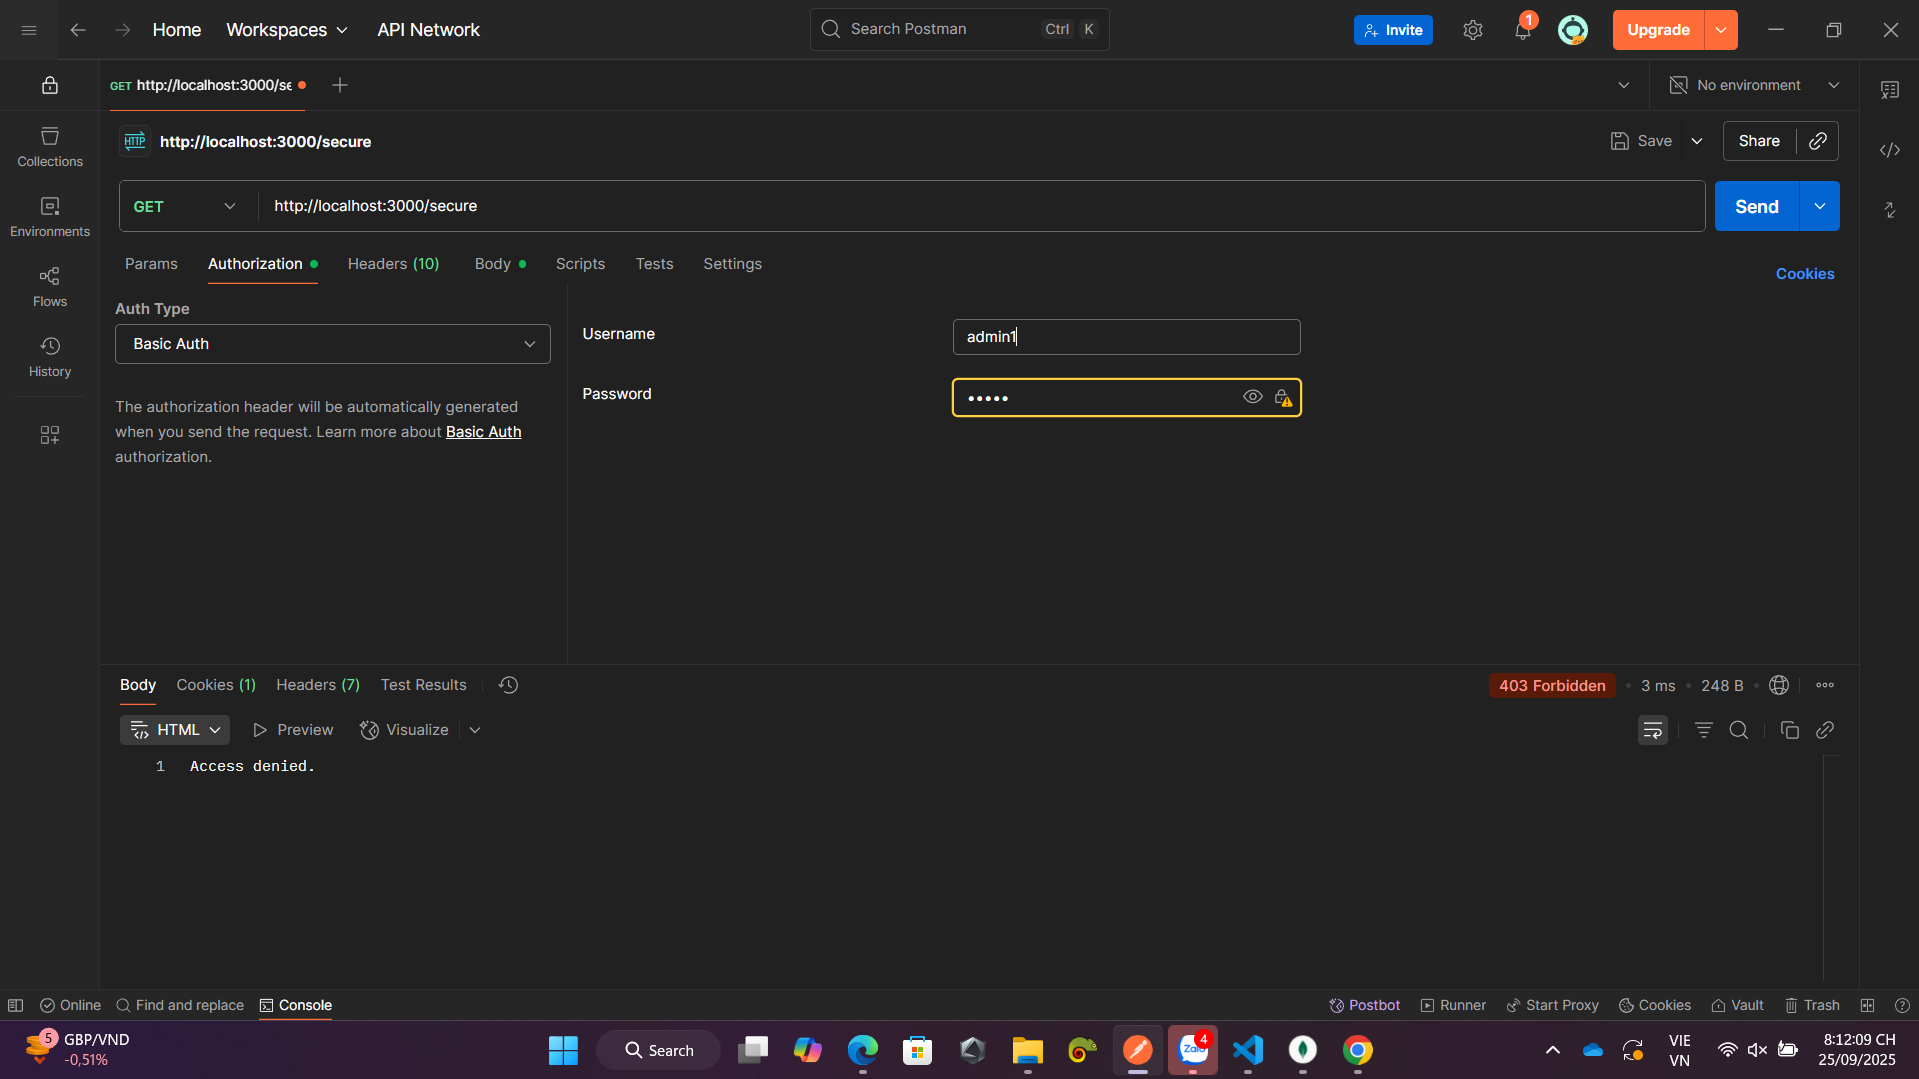 Home Workspaces API Network
Search Postman Ctrl K
Invite
1
Upgrade
GET http://localhost:3000/se
No environment
HTTP http://localhost:3000/secure
Save
Share
Collections
Environments
Flows
History
GET http://localhost:3000/secure
Send
Params Authorization Headers (10) Body Scripts Tests Settings
Cookies
Auth Type
Basic Auth
The authorization header will be automatically generated
when you send the request. Learn more about Basic Auth
authorization.
Username
admin1
Password
•••••
Body Cookies (1) Headers (7) Test Results
403 Forbidden • 3 ms • 248 B
HTML Preview Visualize
1 Access denied.
Online Find and replace Console
Postbot Runner Start Proxy Cookies Vault Trash
5
GBP/VND
-0,51%
Search
Zalo
4
VIE
VN
8:12:09 CH
25/09/2025